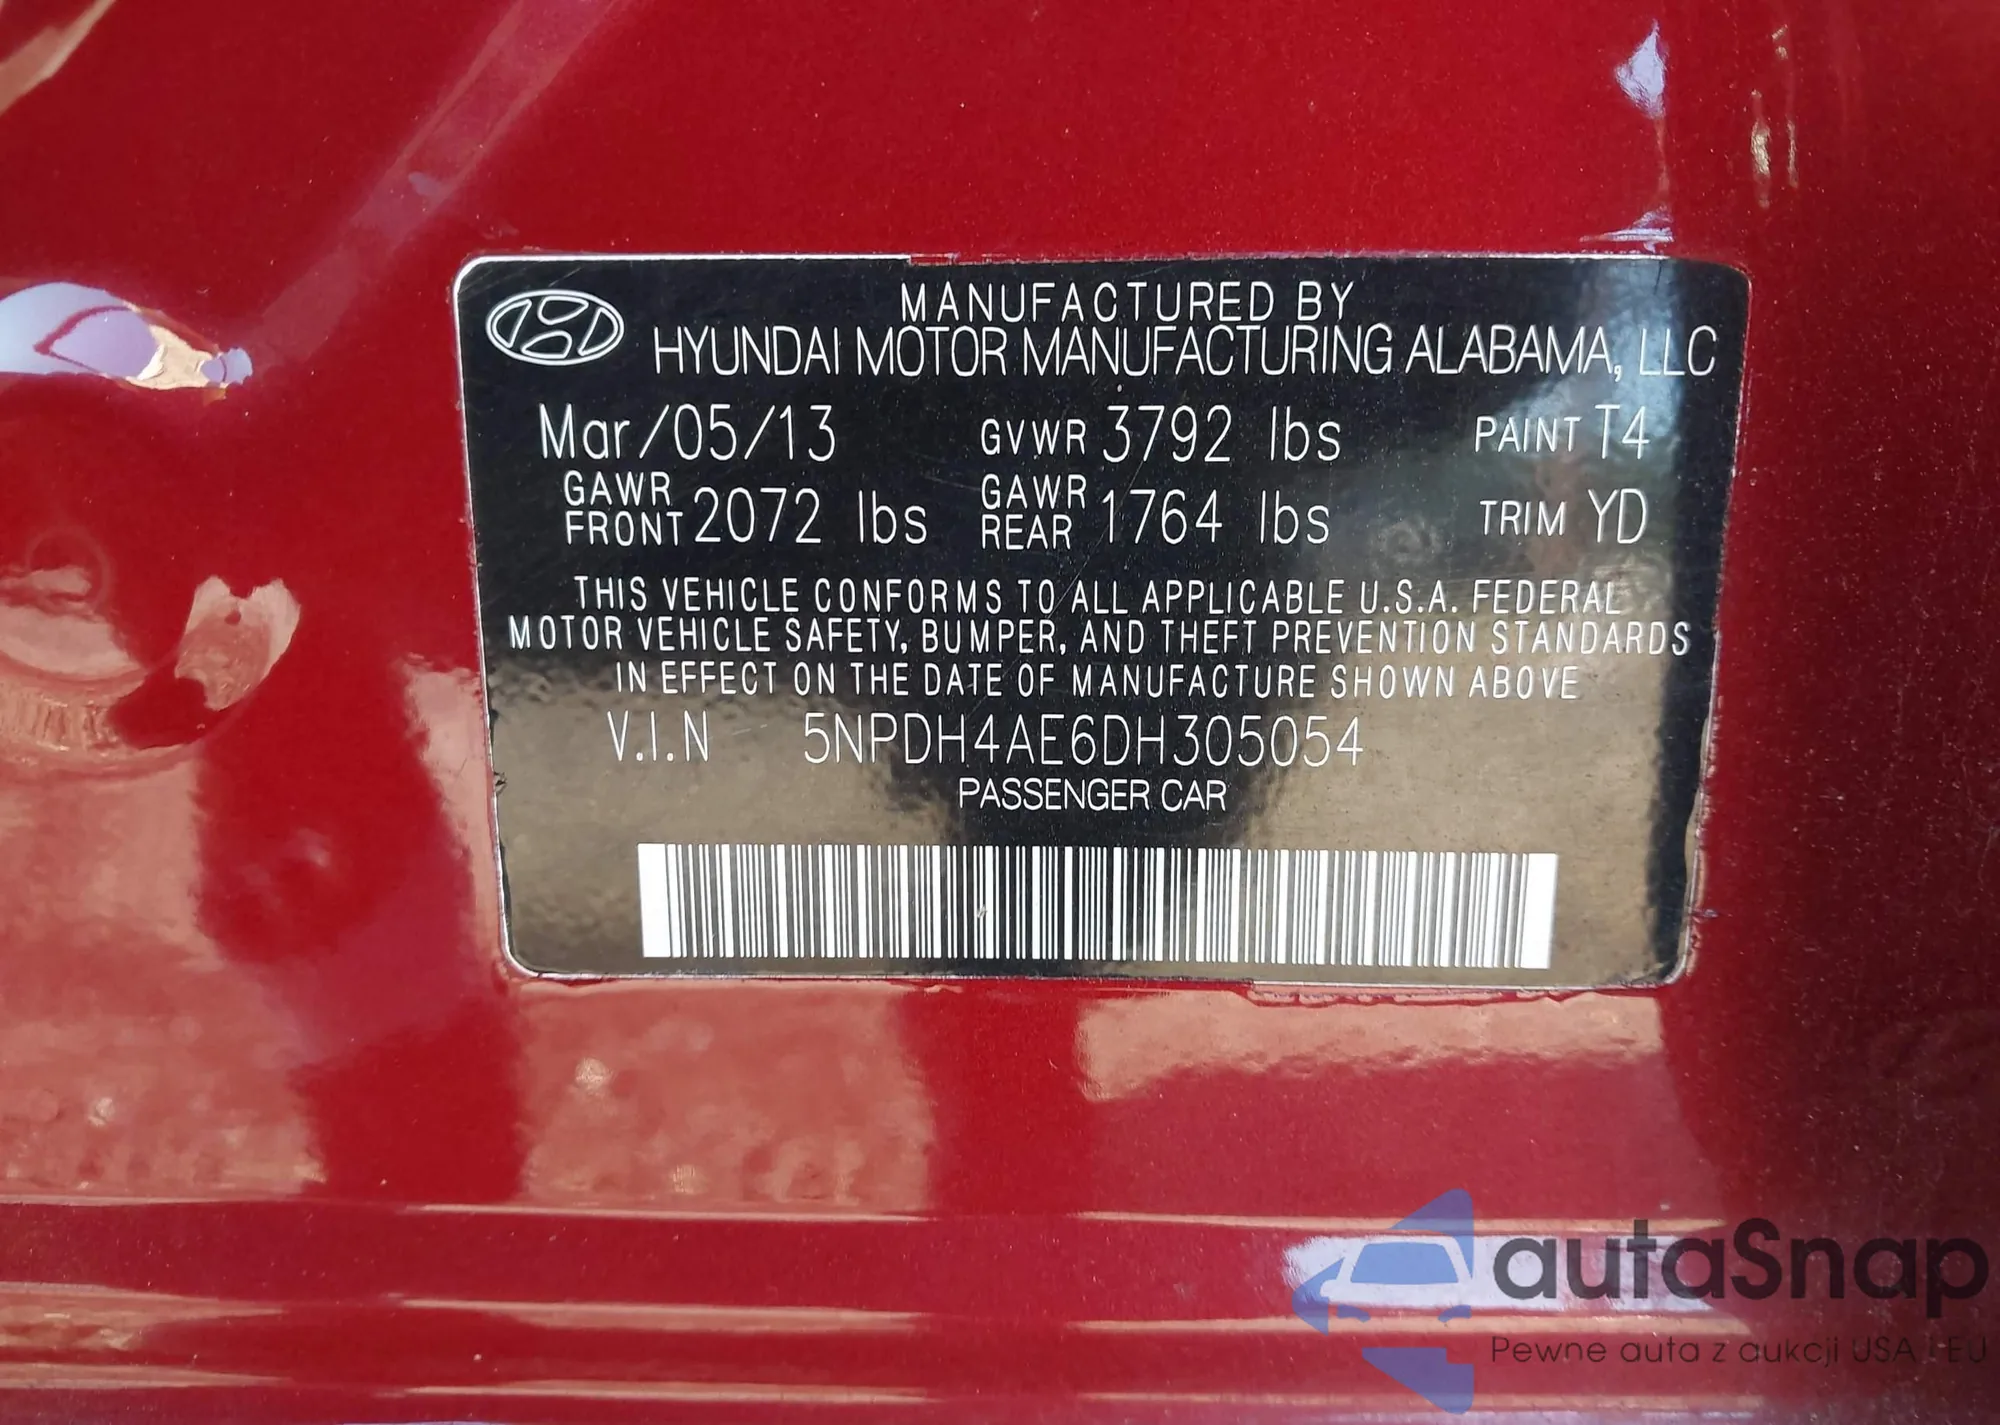 MANUFACTURED BY
HYUNDAI MOTOR MANUFACTURING ALABAMA, LLC
Mar/05/13 GVWR 3792 lbs PAINT T4
GAWR FRONT 2072 lbs GAWR REAR 1764 lbs TRIM YD
THIS VEHICLE CONFORMS TO ALL APPLICABLE U.S.A. FEDERAL
MOTOR VEHICLE SAFETY, BUMPER, AND THEFT PREVENTION STANDARDS
IN EFFECT ON THE DATE OF MANUFACTURE SHOWN ABOVE
V.I.N 5NPDH4AE6DH305054
PASSENGER CAR
autaSnap
Pewne auta z aukcji USA i EU